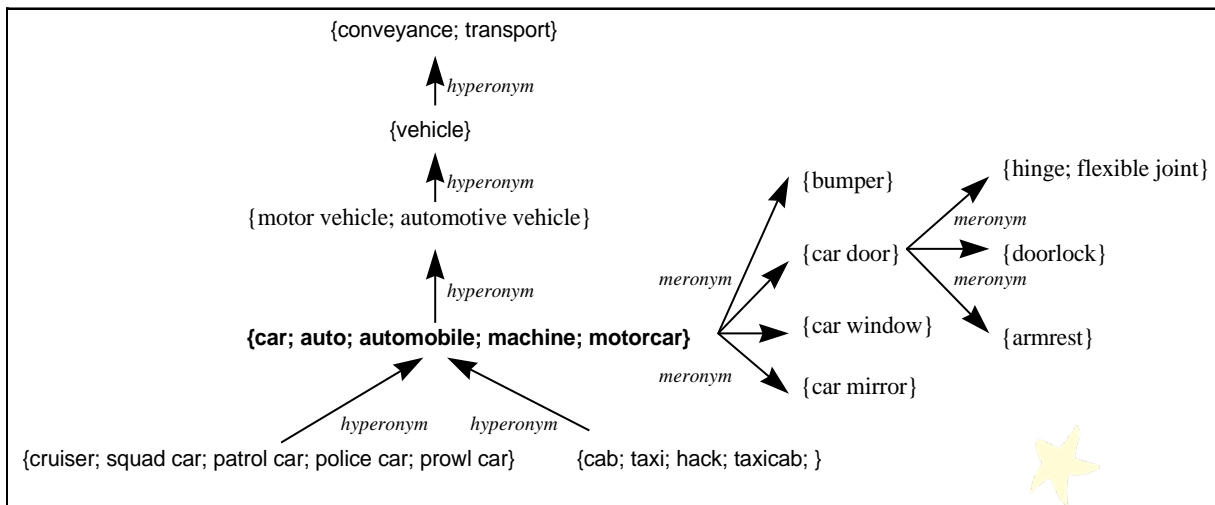 {conveyance; transport}
hyperonym
{vehicle}
hyperonym
{motor vehicle; automotive vehicle}
hyperonym
{car; auto; automobile; machine; motorcar}
hyperonym hyperonym
{cruiser; squad car; patrol car; police car; prowl car} {cab; taxi; hack; taxicab; }
meronym
meronym
{bumper}
{car door}
{car window}
{car mirror}
meronym
meronym
{hinge; flexible joint}
{doorlock}
{armrest}